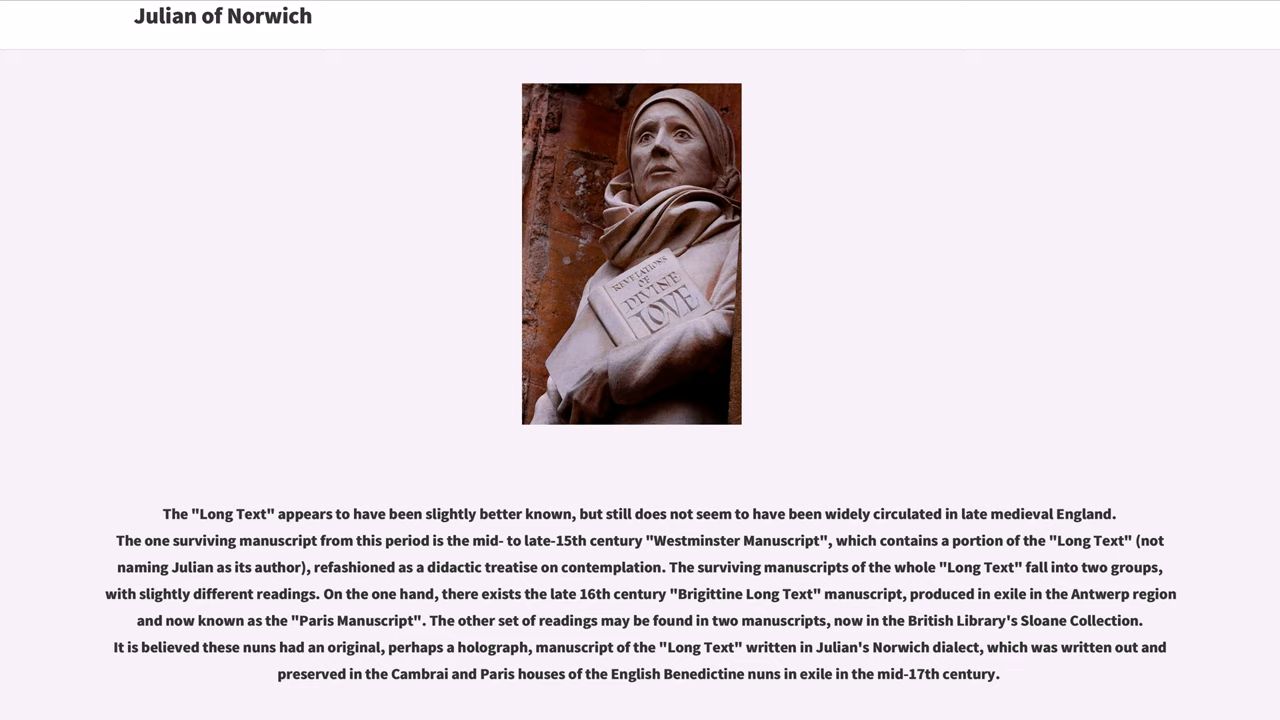 Julian of Norwich
REVELATIONS
OF
DIVINE
LOVE
The "Long Text" appears to have been slightly better known, but still does not seem to have been widely circulated in late medieval England.
The one surviving manuscript from this period is the mid- to late-15th century "Westminster Manuscript", which contains a portion of the "Long Text" (not
naming Julian as its author), refashioned as a didactic treatise on contemplation. The surviving manuscripts of the whole "Long Text" fall into two groups,
with slightly different readings. On the one hand, there exists the late 16th century "Brigittine Long Text" manuscript, produced in exile in the Antwerp region
and now known as the "Paris Manuscript". The other set of readings may be found in two manuscripts, now in the British Library's Sloane Collection.
It is believed these nuns had an original, perhaps a holograph, manuscript of the "Long Text" written in Julian's Norwich dialect, which was written out and
preserved in the Cambrai and Paris houses of the English Benedictine nuns in exile in the mid-17th century.